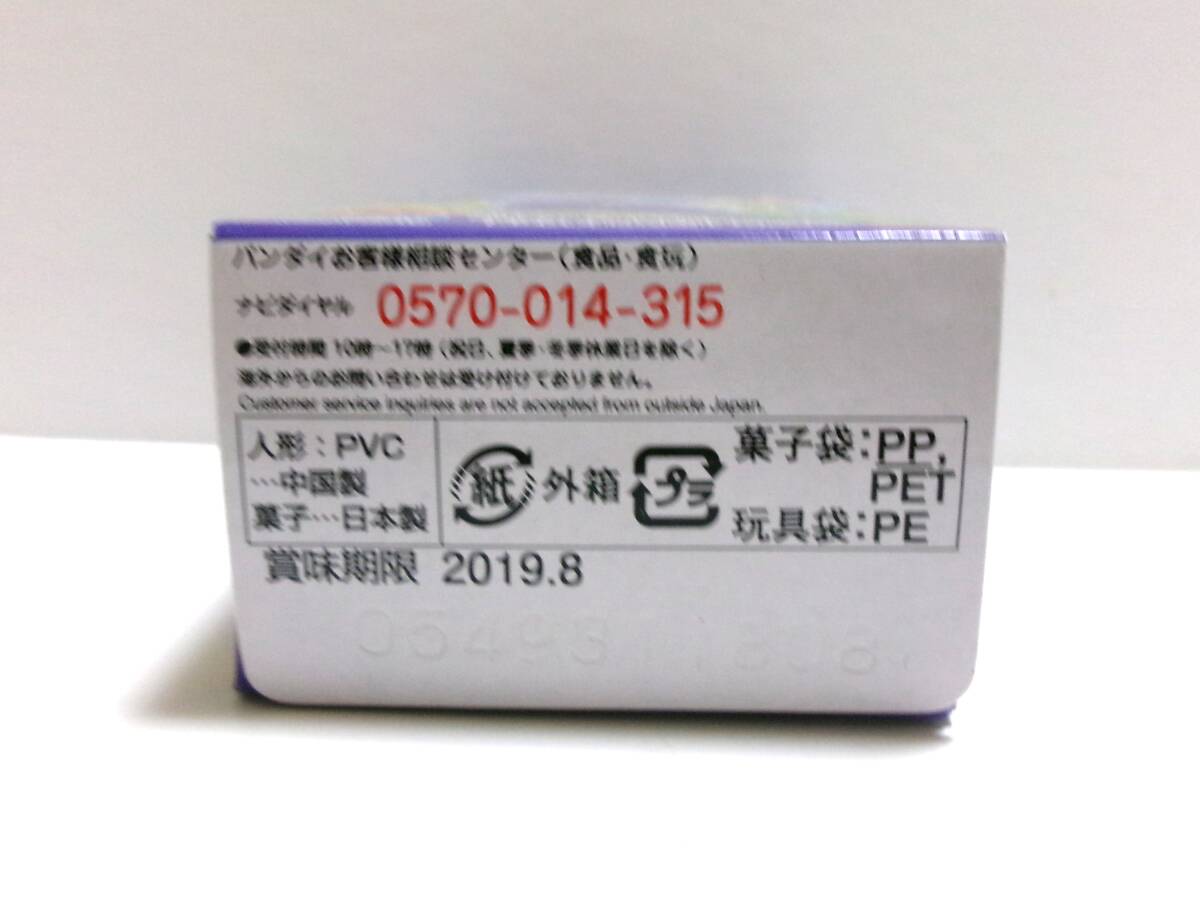 バンダイお客様相談センター(食品・食玩)
ナビダイヤル 0570-014-315
●受付時間 10時〜17時(祝日、夏季・冬季休業日を除く)
海外からのお問い合わせは受け付けておりません。
Customer service inquiries are not accepted from outside Japan.
人形:PVC
…中国製
菓子…日本製
紙 外箱
プラ 菓子袋:PP,
PET
玩具袋:PE
賞味期限 2019.8